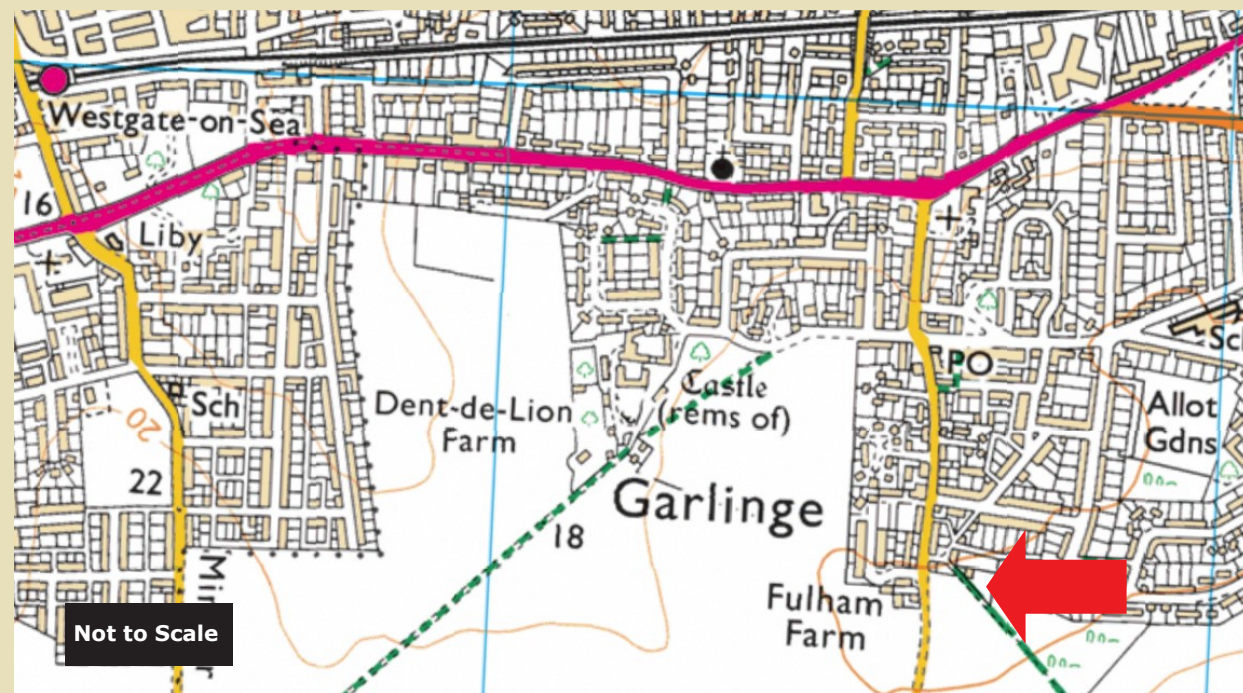 Westgate-on-Sea
16
Liby
Sch
20
22
Dent-de-Lion
Farm
Castle
(rems of)
PO
Allot
Gdns
Garlinge
18
Fulham
Farm
Not to Scale